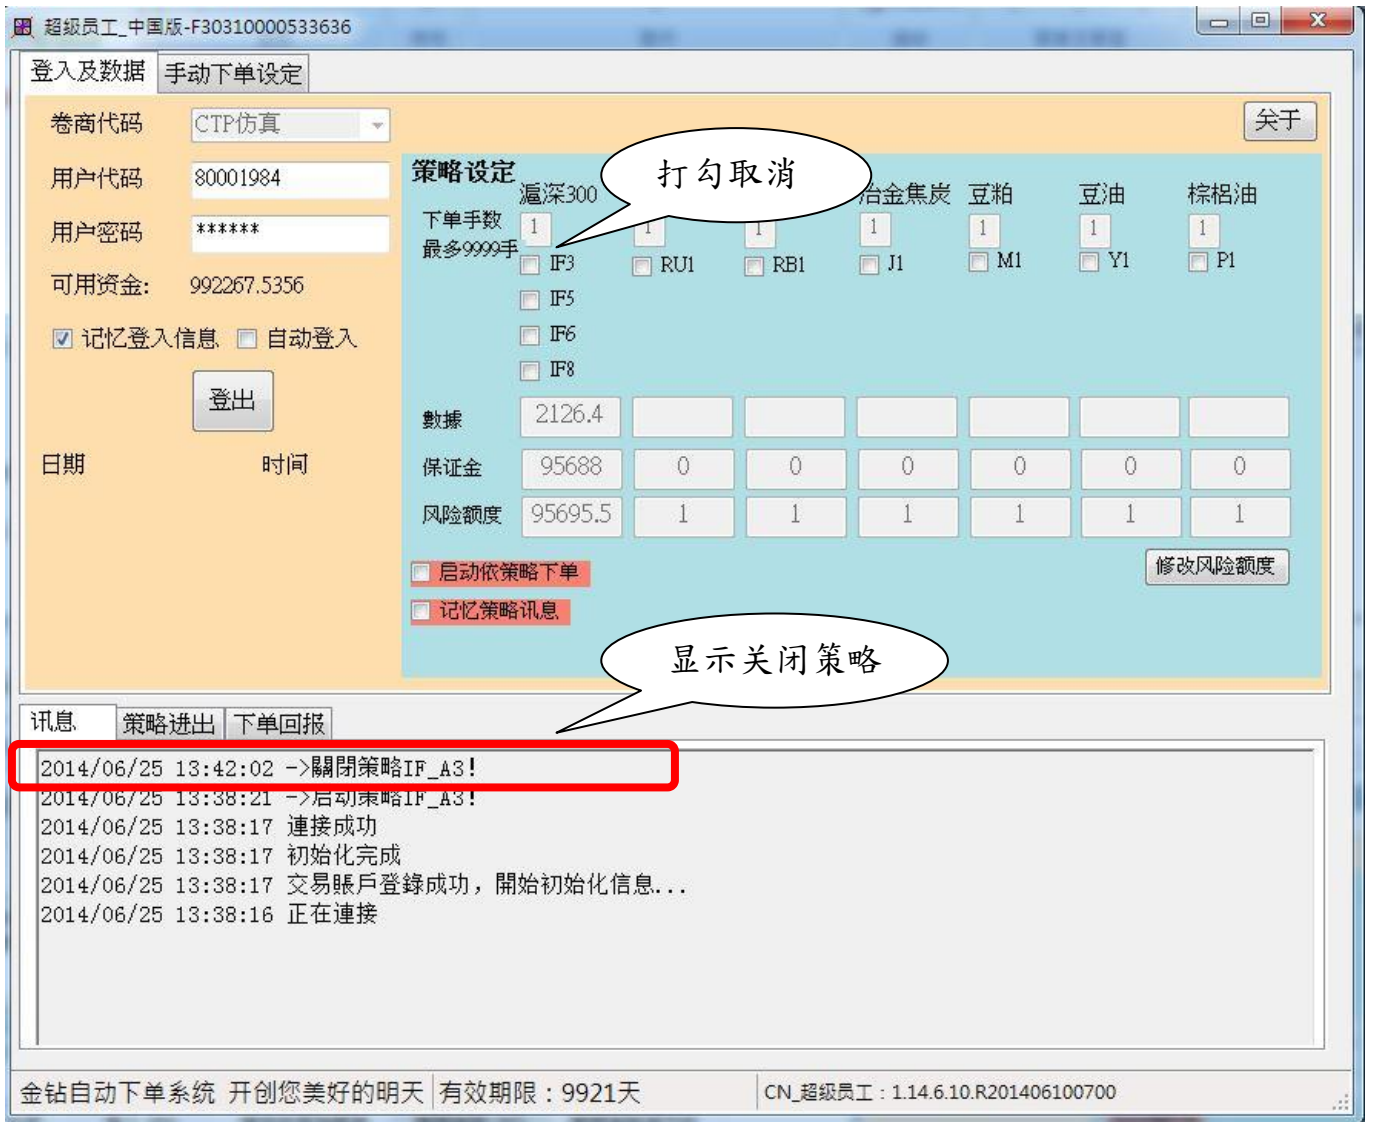 超级员工_中国版-F30310000533636
登入及数据 手动下单设定
卷商代码 CTP仿真 关于
用户代码 80001984
用户密码 ******
可用资金: 992267.5356
记忆登入信息 自动登入
登出
日期 时间
策略设定
打勾取消
滬深300 冶金焦炭 豆粕 豆油 棕榈油
下单手数 1 1 1 1 1 1 1
最多9999手
IF3 RU1 RB1 J1 M1 Y1 P1
IF5
IF6
IF8
數據 2126.4
保证金 95688 0 0 0 0 0 0
风险额度 95695.5 1 1 1 1 1 1
启动依策略下单 修改风险额度
记忆策略讯息
显示关闭策略
讯息 策略进出 下单回报
2014/06/25 13:42:02 ->關閉策略IF_A3!
2014/06/25 13:38:21 ->启动策略IF_A3!
2014/06/25 13:38:17 連接成功
2014/06/25 13:38:17 初始化完成
2014/06/25 13:38:17 交易賬戶登錄成功，開始初始化信息...
2014/06/25 13:38:16 正在連接
金钻自动下单系统 开创您美好的明天 有效期限：9921天 CN_超级员工：1.14.6.10.R201406100700